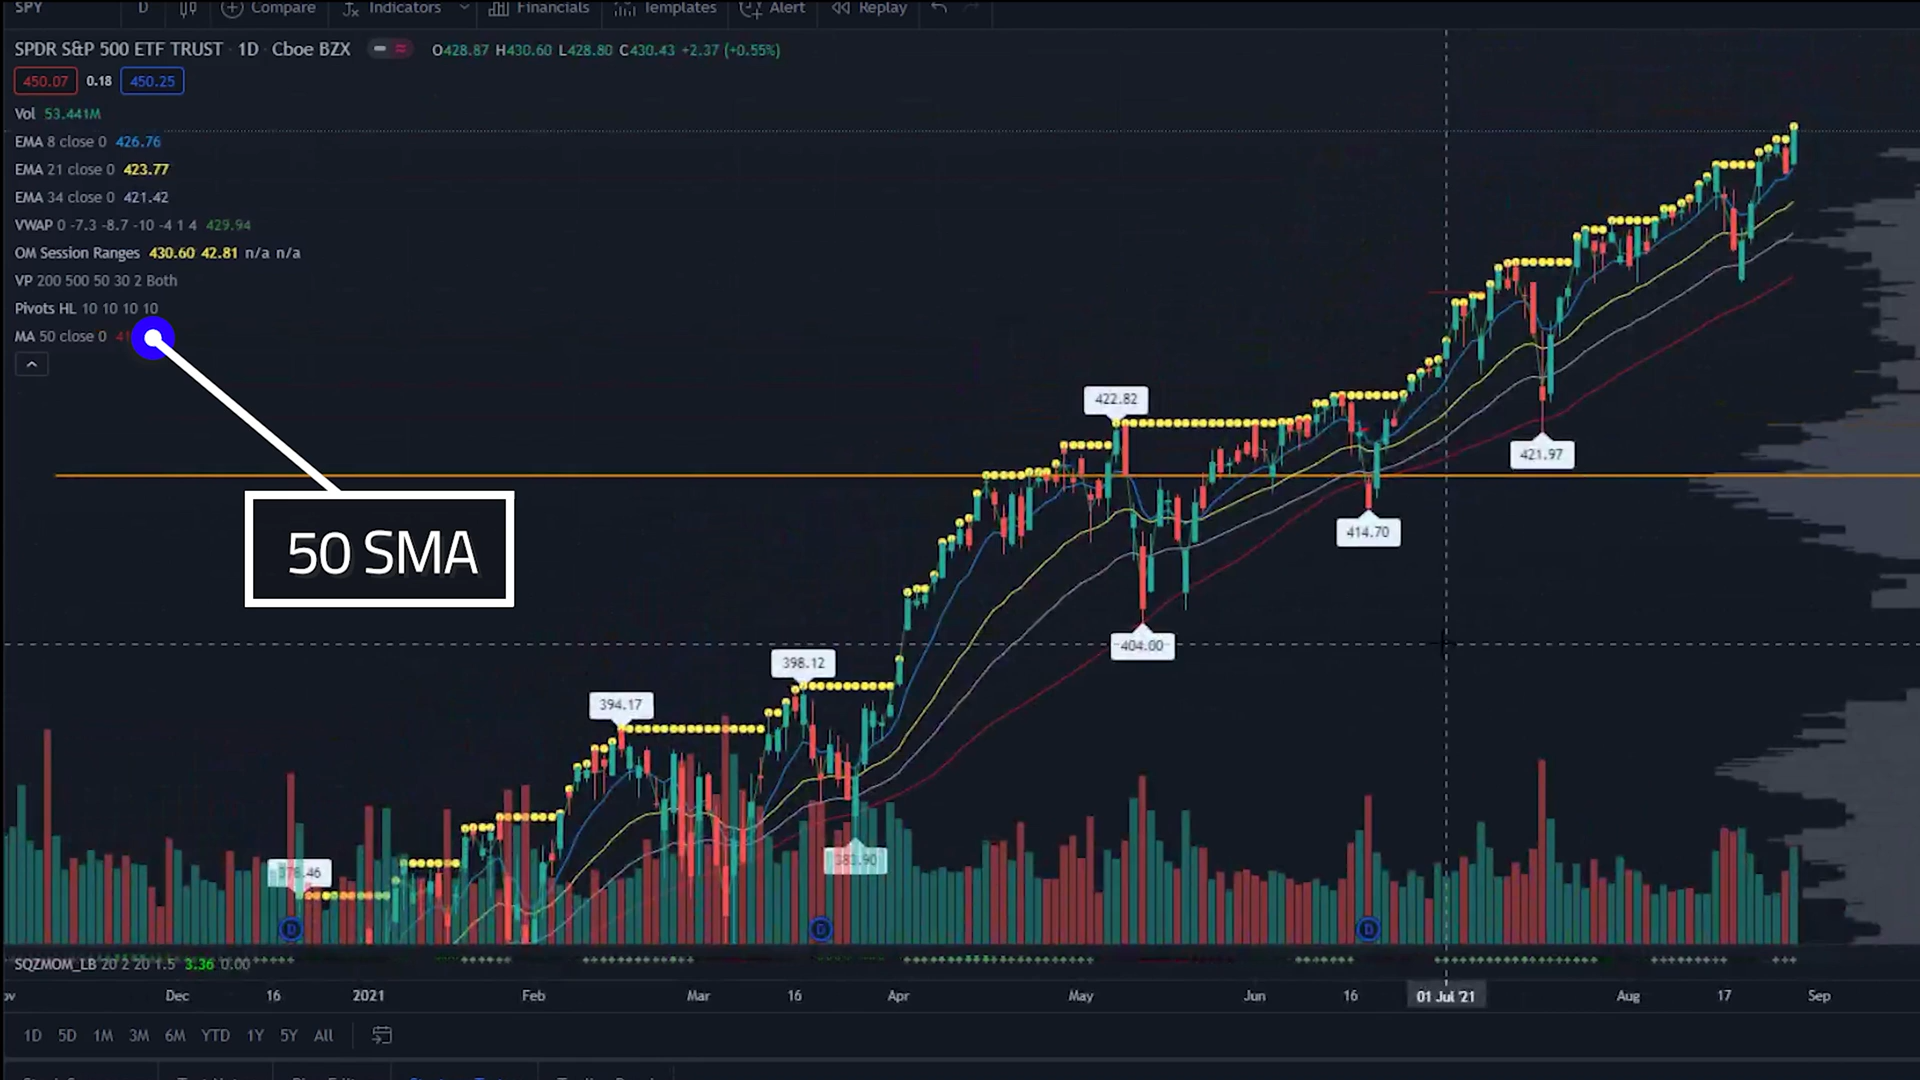 SPY D Compare Indicators Financials Templates Alert Replay
SPDR S&P 500 ETF TRUST · 1D · Cboe BZX O428.87 H430.60 L428.80 C430.43 +2.37 (+0.55%)
450.07 0.18 450.25
Vol 53.441M
EMA 8 close 0 426.76
EMA 21 close 0 423.77
EMA 34 close 0 421.42
VWAP 0 -7.3 -8.7 -10 -4 1 4 429.94
OM Session Ranges 430.60 42.81 n/a n/a
VP 200 500 50 30 2 Both
Pivots HL 10 10 10 10
MA 50 close 0
422.82
421.97
414.70
50 SMA
404.00
398.12
394.17
383.90
378.46
D D D
SQZMOM_LB 20 2 20 1.5 3.36 0.00
Dec 16 2021 Feb Mar 16 Apr May Jun 16 01 Jul '21 Aug 17 Sep
1D 5D 1M 3M 6M YTD 1Y 5Y All